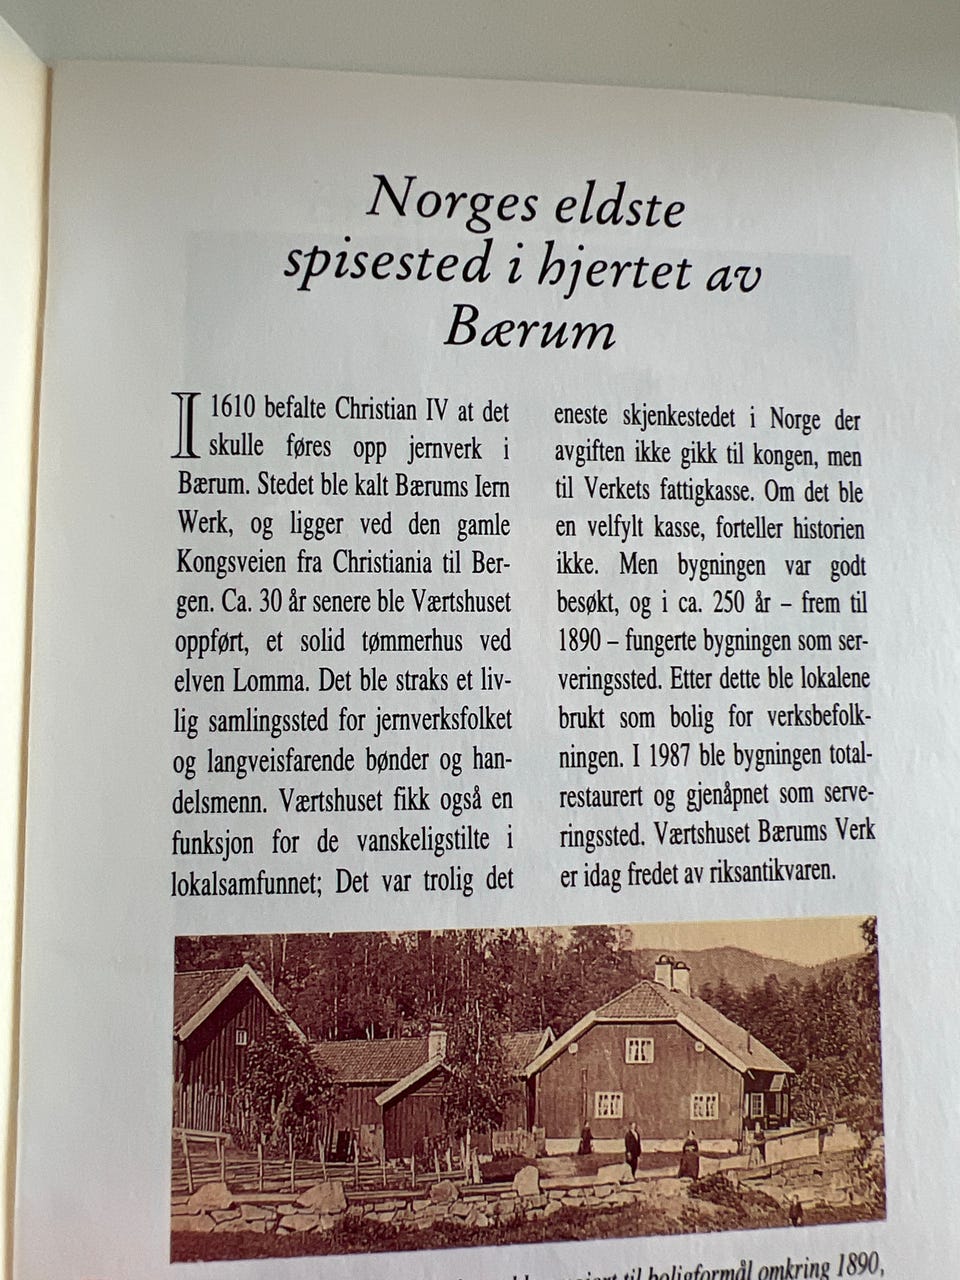 Norges eldste
spisested i hjertet av
Bærum
I 1610 befalte Christian IV at det
skulle føres opp jernverk i
Bærum. Stedet ble kalt Bærums Iern
Werk, og ligger ved den gamle
Kongsveien fra Christiania til Ber-
gen. Ca. 30 år senere ble Værtshuset
oppført, et solid tømmerhus ved
elven Lomma. Det ble straks et liv-
lig samlingssted for jernverksfolket
og langveisfarende bønder og han-
delsmenn. Værtshuset fikk også en
funksjon for de vanskeligstilte i
lokalsamfunnet; Det var trolig det
eneste skjenkestedet i Norge der
avgiften ikke gikk til kongen, men
til Verkets fattigkasse. Om det ble
en velfylt kasse, forteller historien
ikke. Men bygningen var godt
besøkt, og i ca. 250 år – frem til
1890 – fungerte bygningen som ser-
veringssted. Etter dette ble lokalene
brukt som bolig for verksbefolk-
ningen. I 1987 ble bygningen total-
restaurert og gjenåpnet som serve-
ringssted. Værtshuset Bærums Verk
er idag fredet av riksantikvaren.
til boligformål omkring 1890,